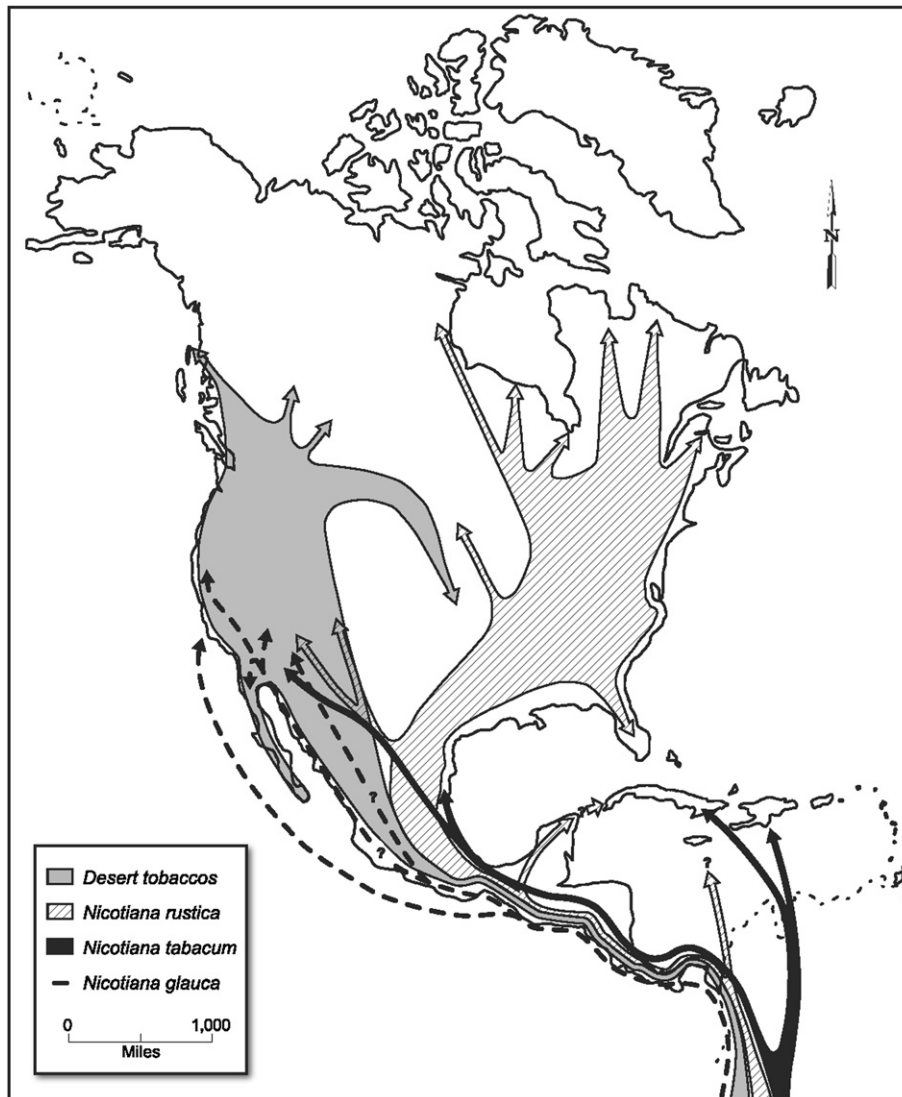 N
?
?
?
?
Desert tobaccos
Nicotiana rustica
Nicotiana tabacum
Nicotiana glauca
0 1,000
Miles